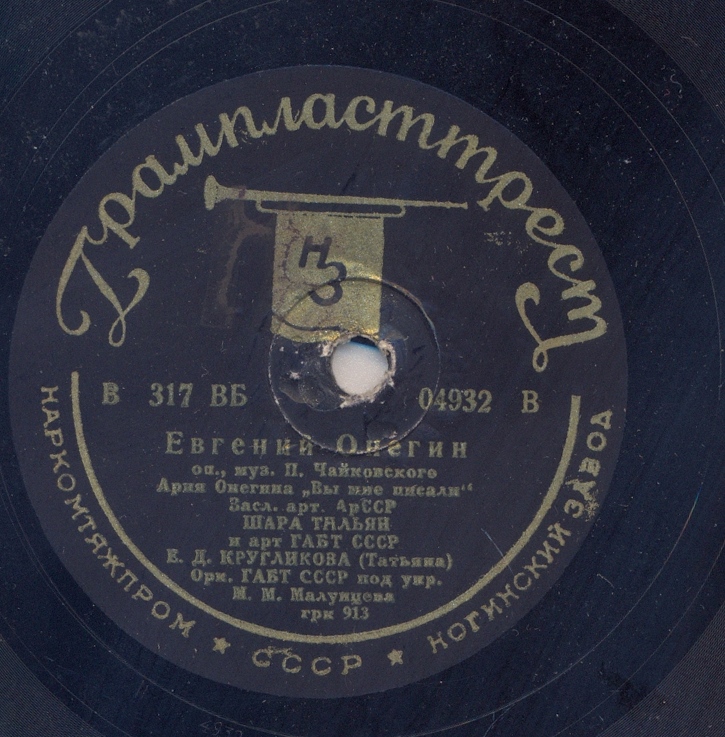 Грампласттрест
НЗ
В 317 ВБ 04932 В
Евгений Онегин
оп., муз. П. Чайковского
Ария Онегина „Вы мне писали“
Засл. арт. АрССР
ШАРА ТАЛЬЯН
и арт ГАБТ СССР
Е. Д. КРУГЛИКОВА (Татьяна)
Орк. ГАБТ СССР под упр.
М. М. Малунцева
грк 913
НАРКОМТЯЖПРОМ ★ СССР ★ НОГИНСКИЙ ЗАВОД